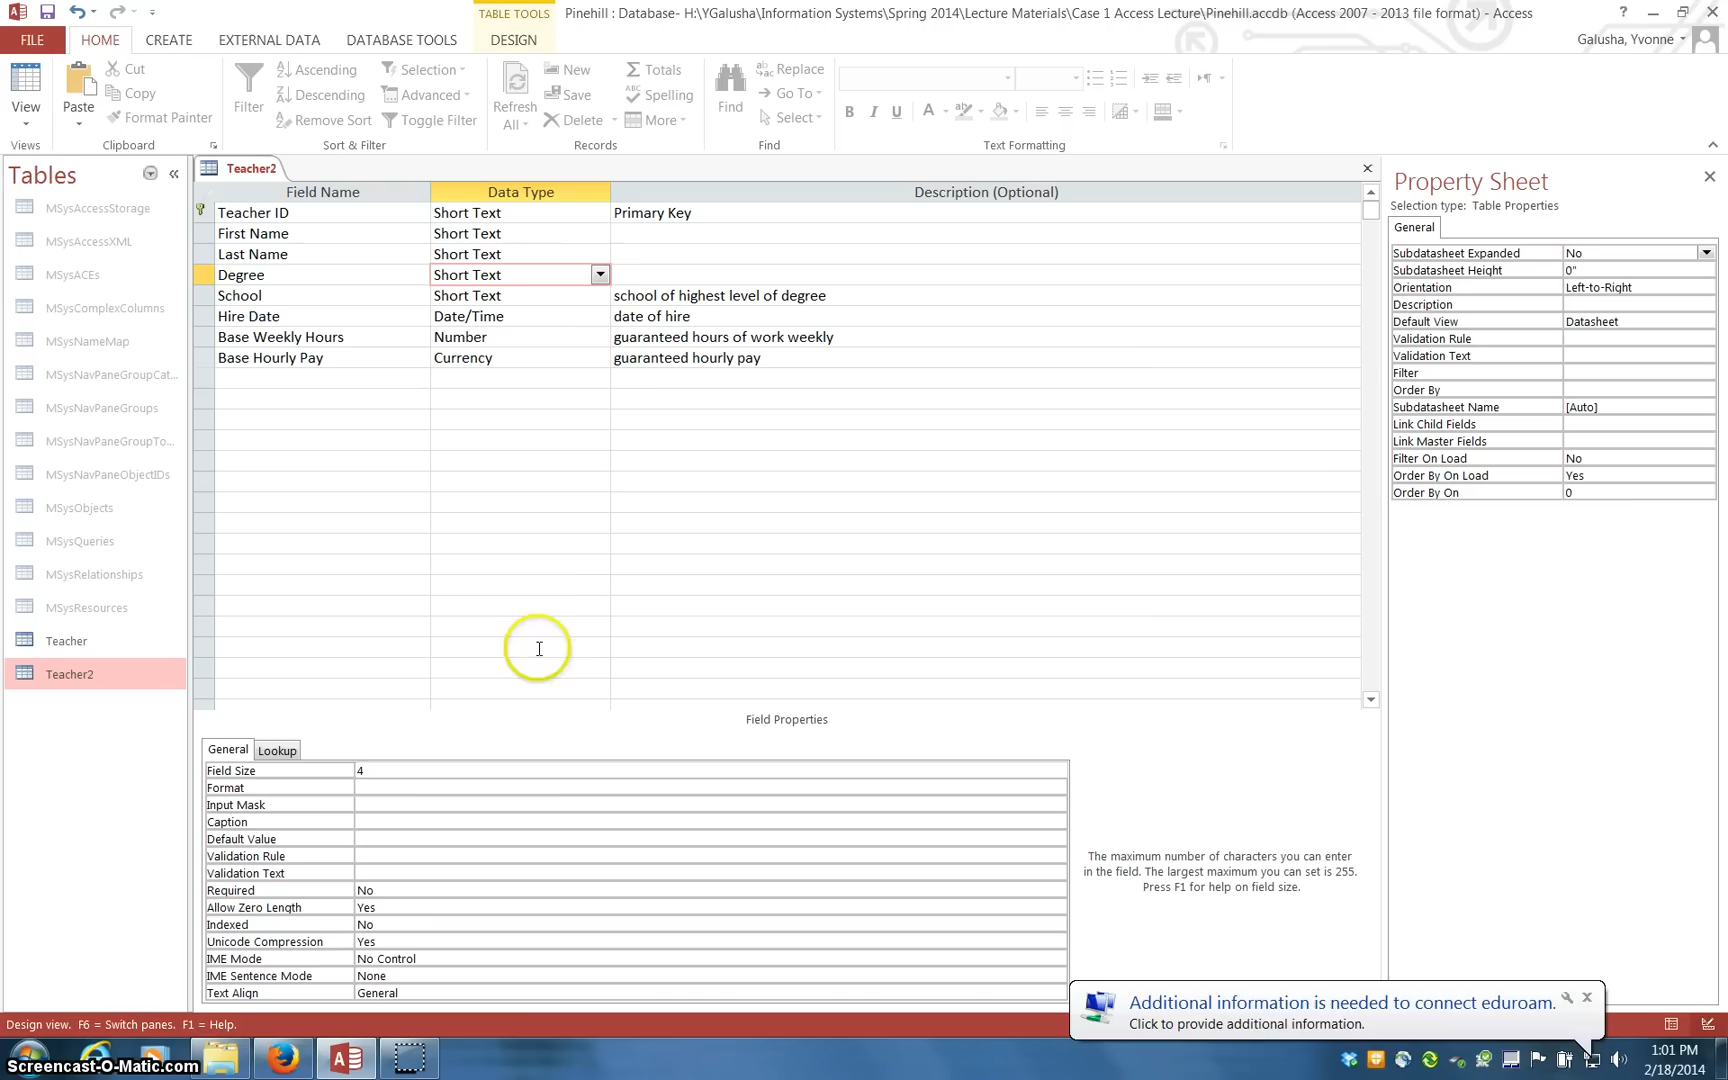 TABLE TOOLS
Pinehill : Database- H:\YGalusha\Information Systems\Spring 2014\Lecture Materials\Case 1 Access Lecture\Pinehill.accdb (Access 2007 - 2013 file format) - Access
?
FILE
HOME
CREATE
EXTERNAL DATA
DATABASE TOOLS
DESIGN
Galusha, Yvonne
View
Paste
Cut
Copy
Format Painter
Filter
Ascending
Descending
Remove Sort
Selection
Advanced
Toggle Filter
Refresh
All
New
Save
Delete
Totals
Spelling
More
Find
Replace
Go To
Select
B I U A
Views
Clipboard
Sort & Filter
Records
Find
Text Formatting
Tables
MSysAccessStorage
MSysAccessXML
MSysACEs
MSysComplexColumns
MSysNameMap
MSysNavPaneGroupCat...
MSysNavPaneGroups
MSysNavPaneGroupTo...
MSysNavPaneObjectIDs
MSysObjects
MSysQueries
MSysRelationships
MSysResources
Teacher
Teacher2
Teacher2
Field Name Data Type Description (Optional)
Teacher ID Short Text Primary Key
First Name Short Text
Last Name Short Text
Degree Short Text
School Short Text school of highest level of degree
Hire Date Date/Time date of hire
Base Weekly Hours Number guaranteed hours of work weekly
Base Hourly Pay Currency guaranteed hourly pay
Field Properties
General Lookup
Field Size 4
Format
Input Mask
Caption
Default Value
Validation Rule
Validation Text
Required No
Allow Zero Length Yes
Indexed No
Unicode Compression Yes
IME Mode No Control
IME Sentence Mode None
Text Align General
The maximum number of characters you can enter
in the field. The largest maximum you can set is 255.
Press F1 for help on field size.
Property Sheet
Selection type: Table Properties
General
Subdatasheet Expanded No
Subdatasheet Height 0"
Orientation Left-to-Right
Description
Default View Datasheet
Validation Rule
Validation Text
Filter
Order By
Subdatasheet Name [Auto]
Link Child Fields
Link Master Fields
Filter On Load No
Order By On Load Yes
Order By On 0
Additional information is needed to connect eduroam.
Click to provide additional information.
Design view. F6 = Switch panes. F1 = Help.
Screencast-O-Matic.com
1:01 PM
2/18/2014